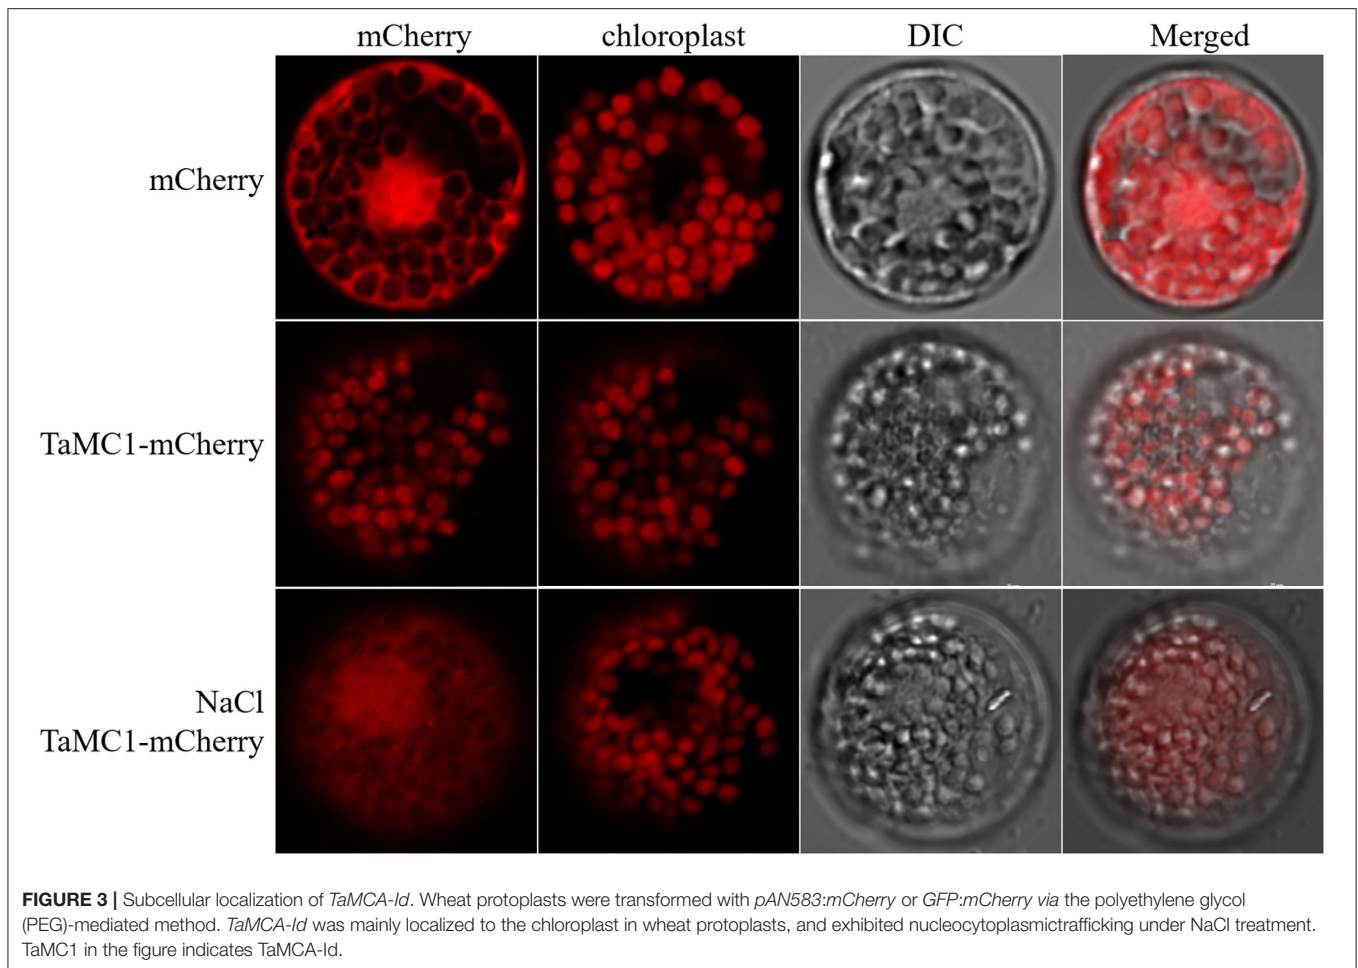 mCherry chloroplast DIC Merged
mCherry
TaMC1-mCherry
NaCl
TaMC1-mCherry
FIGURE 3 | Subcellular localization of TaMCA-Id. Wheat protoplasts were transformed with pAN583:mCherry or GFP:mCherry via the polyethylene glycol
(PEG)-mediated method. TaMCA-Id was mainly localized to the chloroplast in wheat protoplasts, and exhibited nucleocytoplasmictrafficking under NaCl treatment.
TaMC1 in the figure indicates TaMCA-Id.